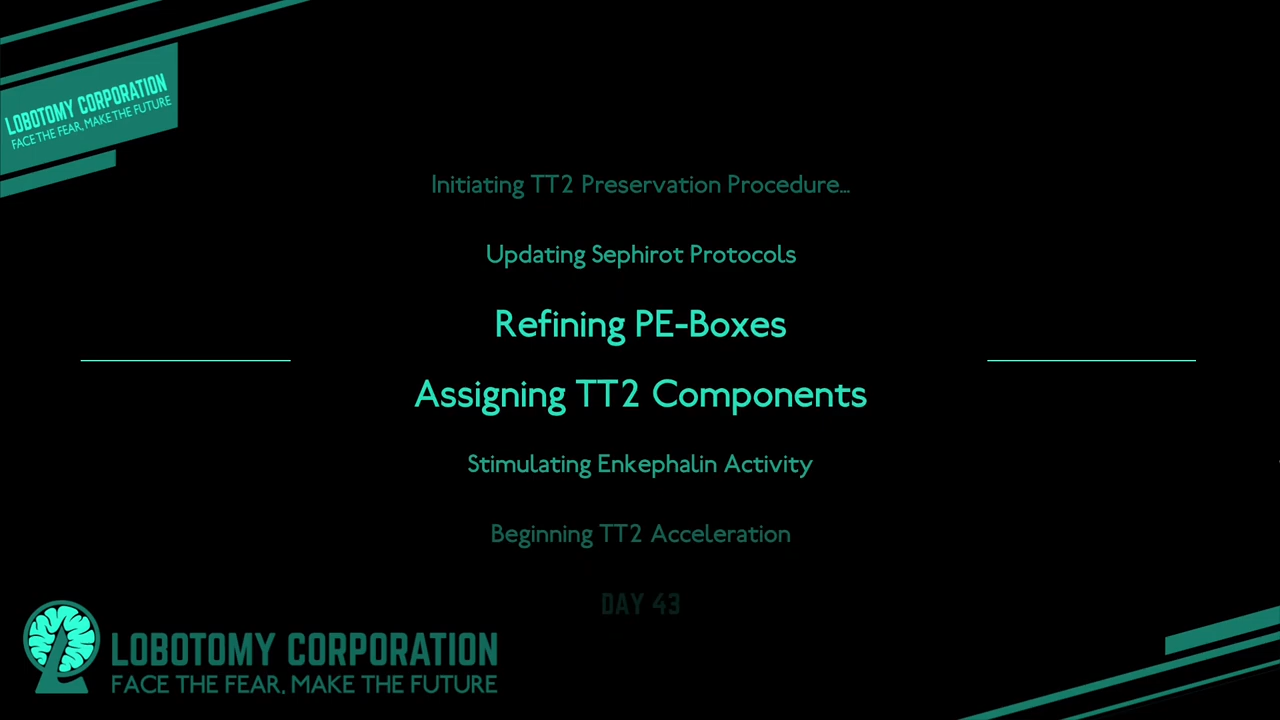 LOBOTOMY CORPORATION
FACE THE FEAR, MAKE THE FUTURE
Initiating TT2 Preservation Procedure...
Updating Sephirot Protocols
Refining PE-Boxes
Assigning TT2 Components
Stimulating Enkephalin Activity
Beginning TT2 Acceleration
DAY 43
LOBOTOMY CORPORATION
FACE THE FEAR, MAKE THE FUTURE